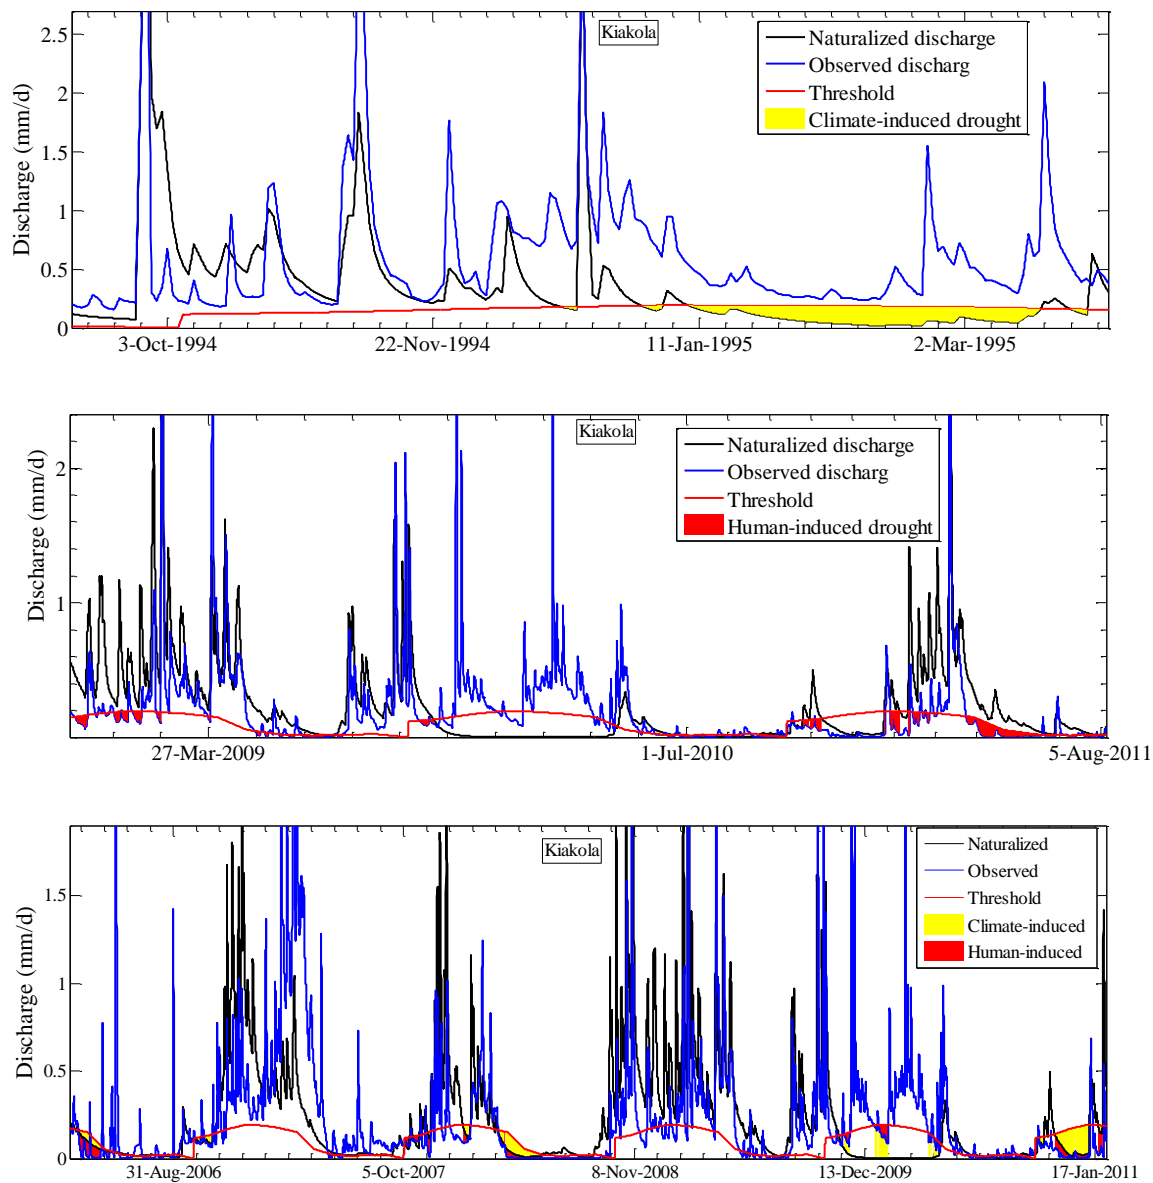 Kiakola
Naturalized discharge
Observed discharg
Threshold
Climate-induced drought
Discharge (mm/d)
2.5
2
1.5
1
0.5
0
3-Oct-1994
22-Nov-1994
11-Jan-1995
2-Mar-1995
Kiakola
Naturalized discharge
Observed discharg
Threshold
Human-induced drought
Discharge (mm/d)
2
1
27-Mar-2009
1-Jul-2010
5-Aug-2011
Kiakola
Naturalized
Observed
Threshold
Climate-induced
Human-induced
Discharge (mm/d)
1.5
1
0.5
0
31-Aug-2006
5-Oct-2007
8-Nov-2008
13-Dec-2009
17-Jan-2011